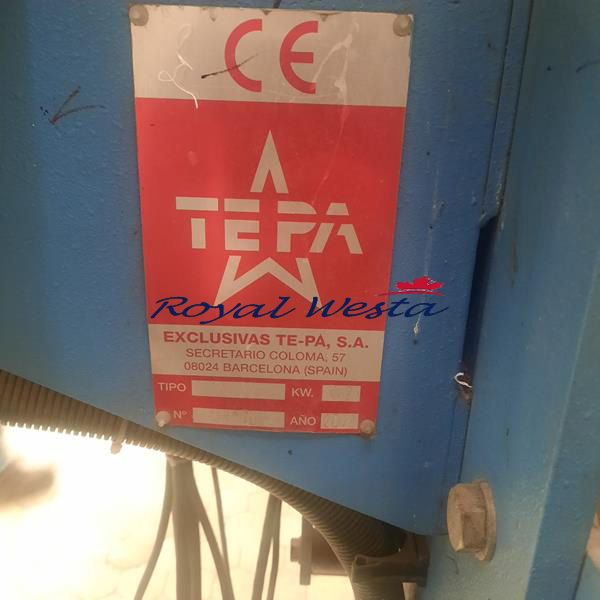 CE
TEPA
Royal Westa
EXCLUSIVAS TE-PA, S.A.
SECRETARIO COLOMA, 57
08024 BARCELONA (SPAIN)
TIPO KW.
Nº AÑO